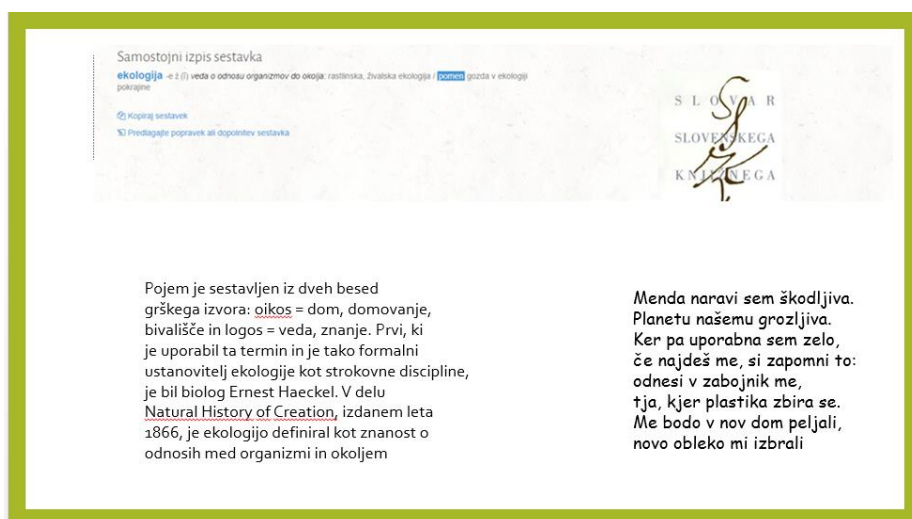 Samostojni izpis sestavka
ekologija -e ž (i) veda o odnosu organizmov do okolja: rastlinska, živalska ekologija / pomen gozda v ekologiji
pokrajine
Kopiraj sestavek
Predlagajte popravek ali dopolnitev sestavka
SLOVAR
SLOVENSKEGA
KNJIŽNEGA
Pojem je sestavljen iz dveh besed
grškega izvora: oikos = dom, domovanje,
bivališče in logos = veda, znanje. Prvi, ki
je uporabil ta termin in je tako formalni
ustanovitelj ekologije kot strokovne discipline,
je bil biolog Ernest Haeckel. V delu
Natural History of Creation, izdanem leta
1866, je ekologijo definiral kot znanost o
odnosih med organizmi in okoljem
Menda naravi sem škodljiva.
Planetu našemu grozljiva.
Ker pa uporabna sem zelo,
če najdeš me, si zapomni to:
odnesi v zabojnik me,
tja, kjer plastika zbira se.
Me bodo v nov dom peljali,
novo obleko mi izbrali